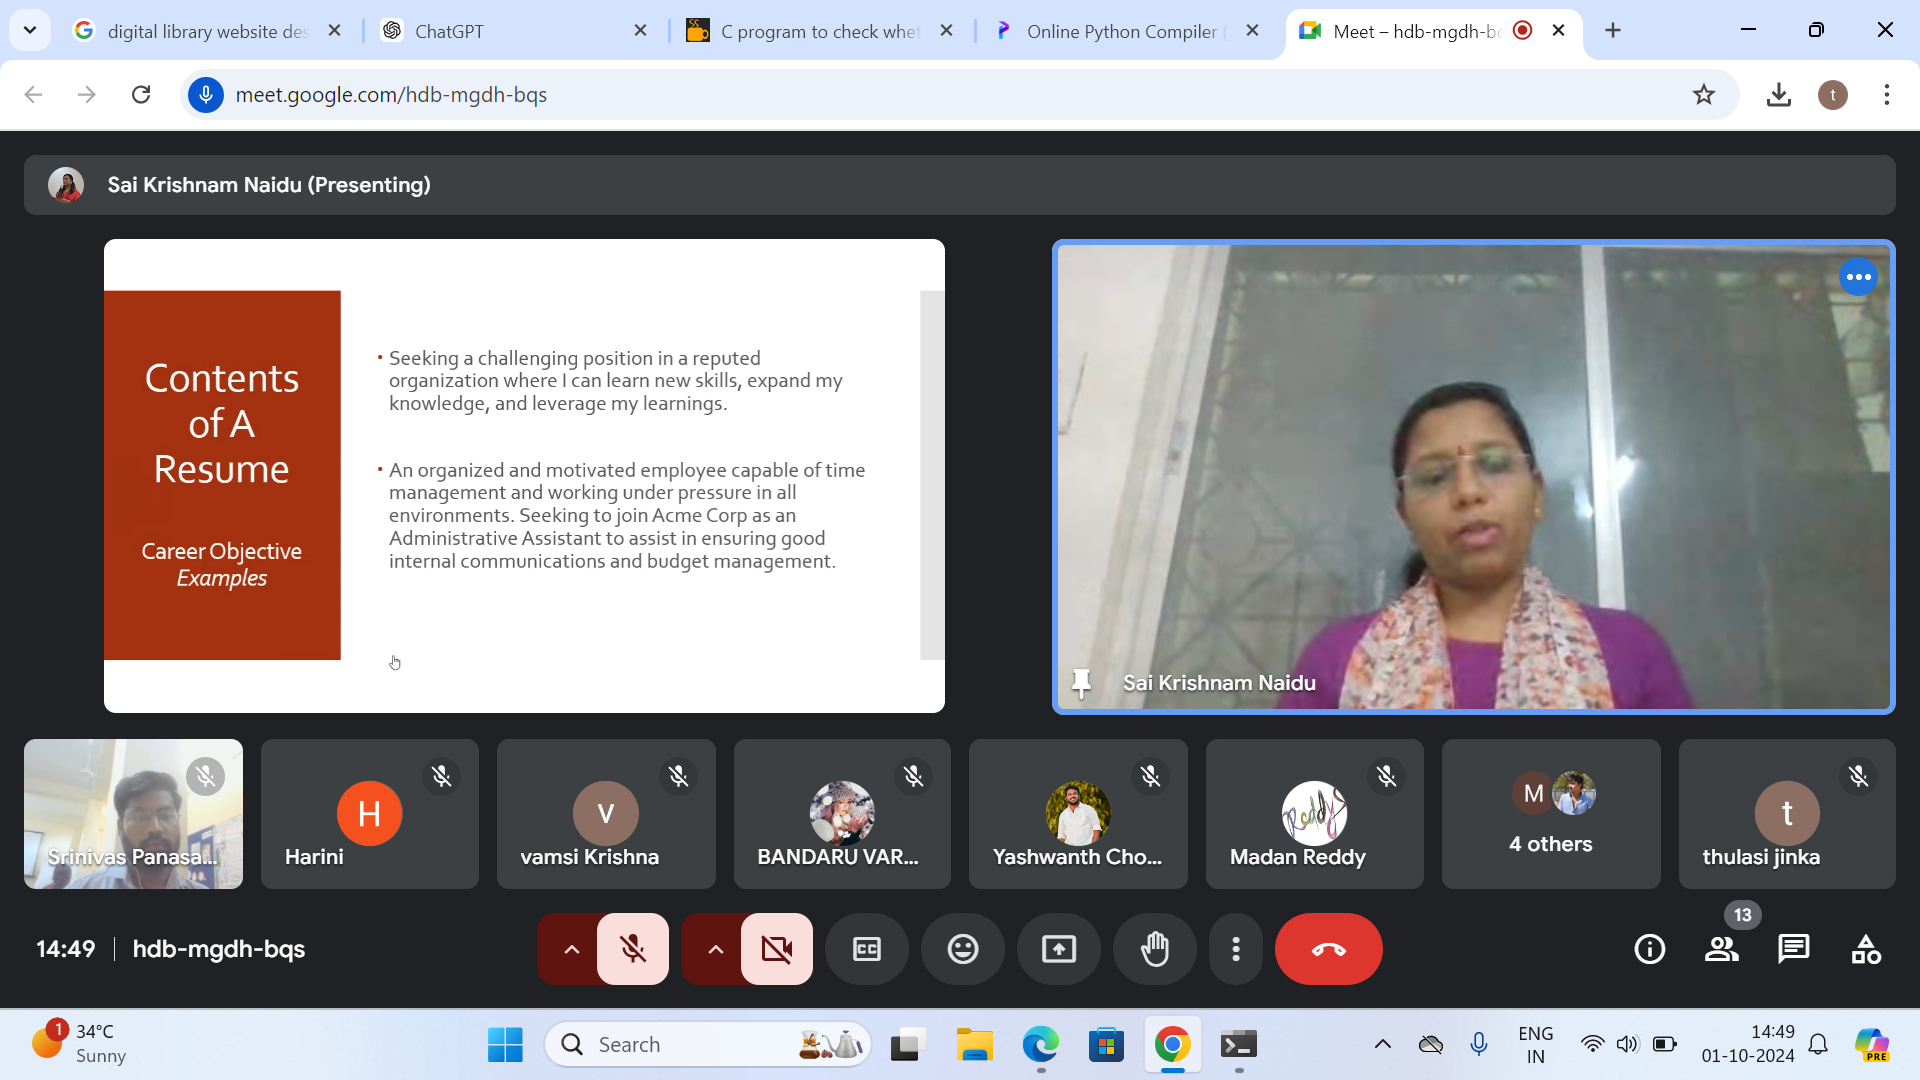 digital library website des
ChatGPT
C program to check whet
Online Python Compiler (
Meet – hdb-mgdh-bq
meet.google.com/hdb-mgdh-bqs
t
Sai Krishnam Naidu (Presenting)
Contents
of A
Resume
Career Objective
Examples
• Seeking a challenging position in a reputed
organization where I can learn new skills, expand my
knowledge, and leverage my learnings.
• An organized and motivated employee capable of time
management and working under pressure in all
environments. Seeking to join Acme Corp as an
Administrative Assistant to assist in ensuring good
internal communications and budget management.
Sai Krishnam Naidu
Srinivas Panasa...
H
Harini
v
vamsi Krishna
BANDARU VAR...
Yashwanth Cho...
Reddy
Madan Reddy
M
4 others
t
thulasi jinka
14:49
hdb-mgdh-bqs
CC
13
1
34°C
Sunny
Search
ENG
IN
14:49
01-10-2024
PRE